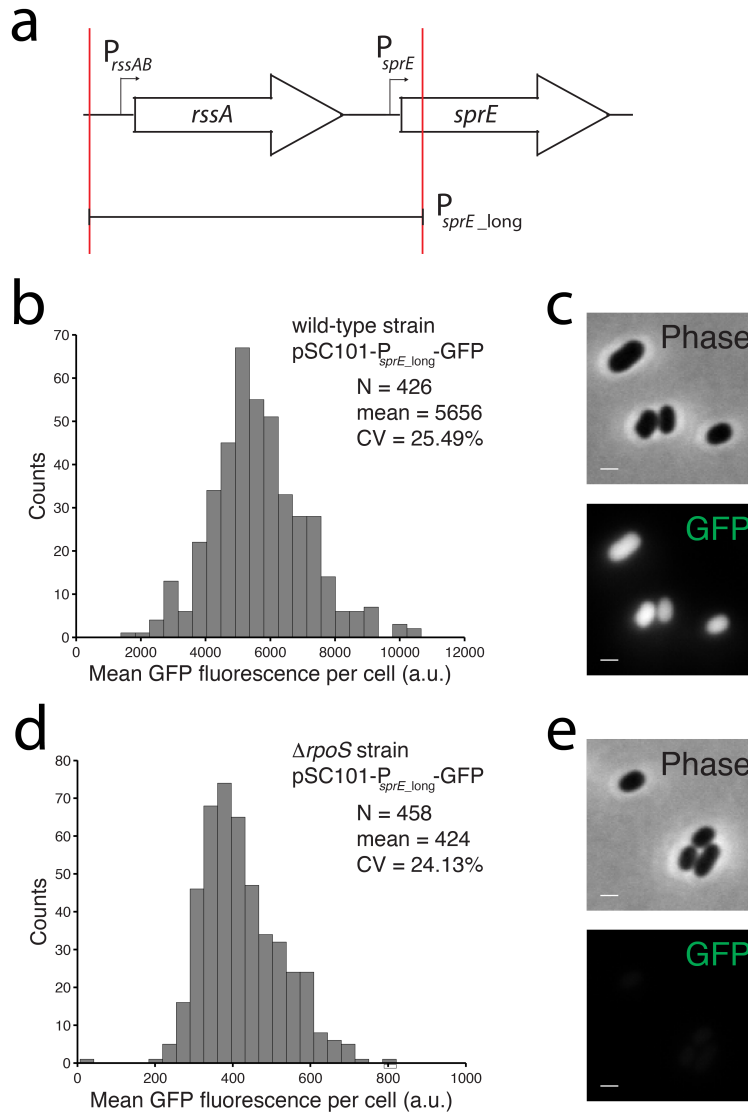 a
P rssAB
P sprE
rssA
sprE
P sprE_long
b
wild-type strain
pSC101-P sprE_long-GFP
N = 426
mean = 5656
CV = 25.49%
70
60
50
40
30
20
10
0
Counts
0 2000 4000 6000 8000 10000 12000
Mean GFP fluorescence per cell (a.u.)
c
Phase
GFP
d
ΔrpoS strain
pSC101-P sprE_long-GFP
N = 458
mean = 424
CV = 24.13%
80
70
60
50
40
30
20
10
0
Counts
0 200 400 600 800 1000
Mean GFP fluorescence per cell (a.u.)
e
Phase
GFP